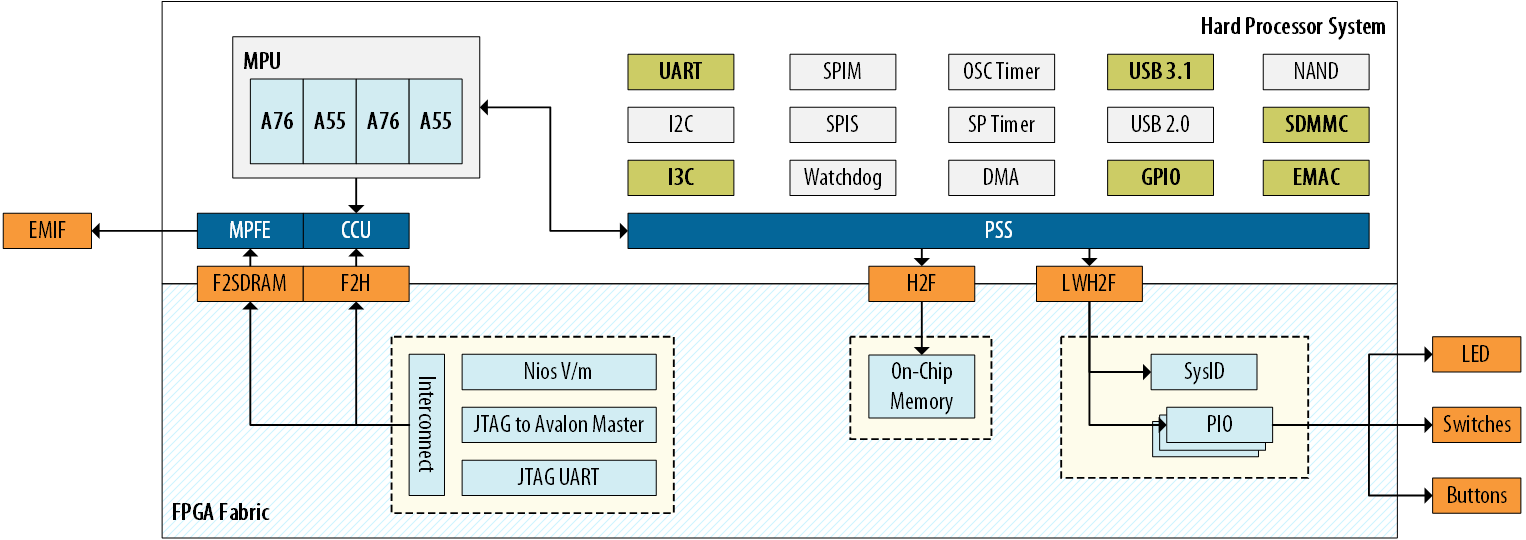 Hard Processor System
MPU
A76 A55 A76 A55
UART SPIM OSC Timer USB 3.1 NAND
I2C SPIS SP Timer USB 2.0 SDMMC
I3C Watchdog DMA GPIO EMAC
EMIF MPFE CCU PSS
F2SDRAM F2H H2F LWH2F
Interconnect
Nios V/m
JTAG to Avalon Master
JTAG UART
On-Chip
Memory
SysID
PIO
LED
Switches
Buttons
FPGA Fabric